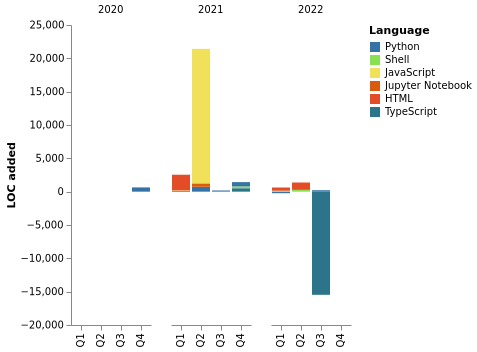 2020 2021 2022
25,000
20,000
15,000
10,000
5,000
0
−5,000
−10,000
−15,000
−20,000
LOC added
Q1 Q2 Q3 Q4 Q1 Q2 Q3 Q4 Q1 Q2 Q3 Q4
Language
Python
Shell
JavaScript
Jupyter Notebook
HTML
TypeScript